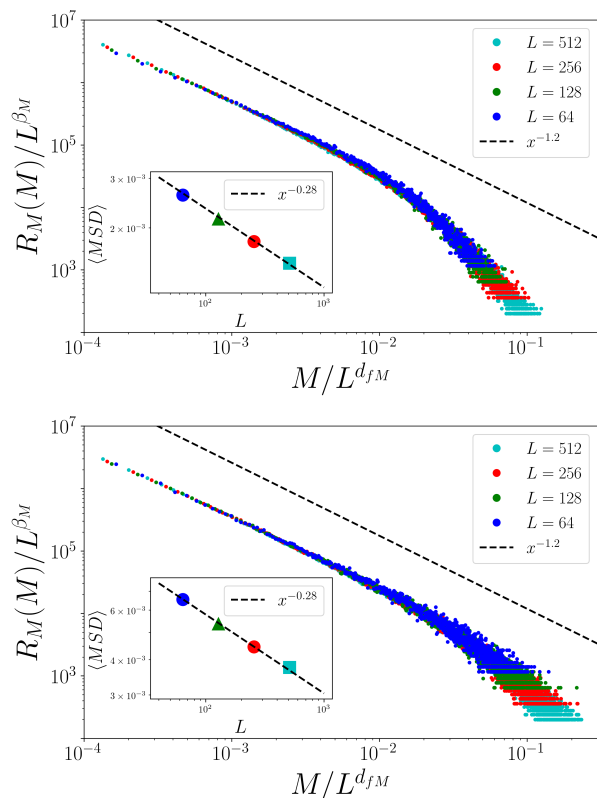 10^7
L = 512
L = 256
L = 128
L = 64
x^{-1.2}
R_M(M)/L^{β_M}
10^5
3 × 10^{-3}
x^{-0.28}
⟨MSD⟩
2 × 10^{-3}
10^2
10^3
L
10^3
10^{-4}
10^{-3}
10^{-2}
10^{-1}
M/L^{d_{fM}}
10^7
L = 512
L = 256
L = 128
L = 64
x^{-1.2}
R_M(M)/L^{β_M}
10^5
6 × 10^{-3}
x^{-0.28}
⟨MSD⟩
4 × 10^{-3}
3 × 10^{-3}
10^2
10^3
L
10^3
10^{-4}
10^{-3}
10^{-2}
10^{-1}
M/L^{d_{fM}}